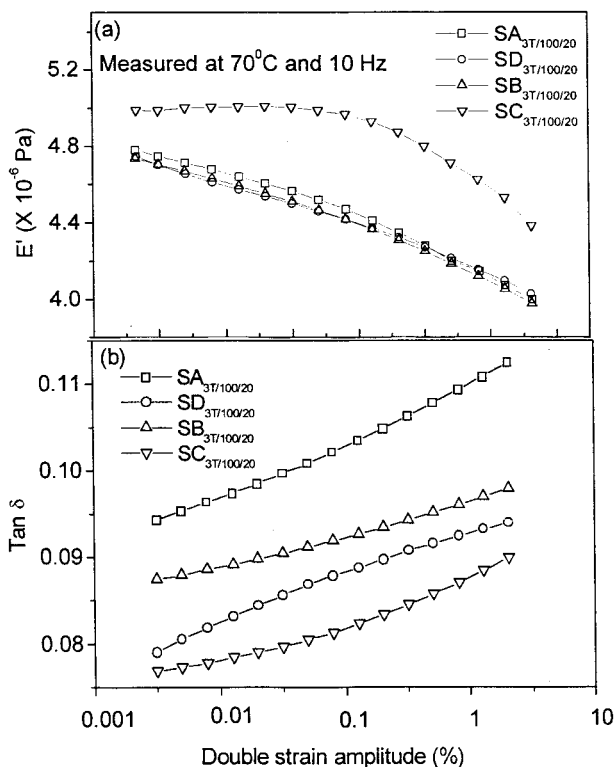 (a)
Measured at 70⁰C and 10 Hz
SA3T/100/20
SD3T/100/20
SB3T/100/20
SC3T/100/20
5.2
4.8
4.4
4.0
E' (X 10⁻⁶ Pa)
(b)
SA3T/100/20
SD3T/100/20
SB3T/100/20
SC3T/100/20
0.11
0.10
0.09
0.08
Tan δ
0.001 0.01 0.1 1 10
Double strain amplitude (%)